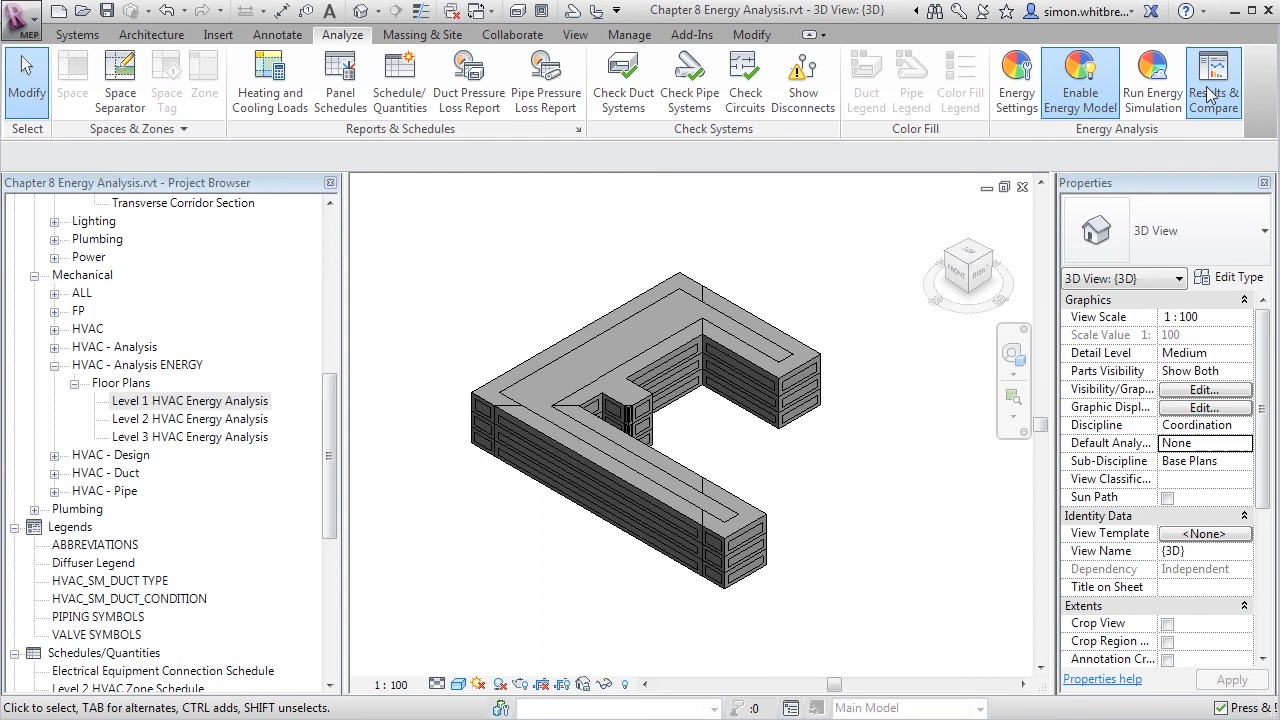 Chapter 8 Energy Analysis.rvt - 3D View: {3D}
simon.whitbre...
MEP
Systems Architecture Insert Annotate Analyze Massing & Site Collaborate View Manage Add-Ins Modify
Modify
Space
Space Separator
Space Tag
Zone
Heating and Cooling Loads
Panel Schedules
Schedule/ Quantities
Duct Pressure Loss Report
Pipe Pressure Loss Report
Check Duct Systems
Check Pipe Systems
Check Circuits
Show Disconnects
Duct Legend
Pipe Legend
Color Fill Legend
Energy Settings
Enable Energy Model
Run Energy Simulation
Results & Compare
Select Spaces & Zones Reports & Schedules Check Systems Color Fill Energy Analysis
Chapter 8 Energy Analysis.rvt - Project Browser
Transverse Corridor Section
Lighting
Plumbing
Power
Mechanical
ALL
FP
HVAC
HVAC - Analysis
HVAC - Analysis ENERGY
Floor Plans
Level 1 HVAC Energy Analysis
Level 2 HVAC Energy Analysis
Level 3 HVAC Energy Analysis
HVAC - Design
HVAC - Duct
HVAC - Pipe
Plumbing
Legends
ABBREVIATIONS
Diffuser Legend
HVAC_SM_DUCT TYPE
HVAC_SM_DUCT_CONDITION
PIPING SYMBOLS
VALVE SYMBOLS
Schedules/Quantities
Electrical Equipment Connection Schedule
Level 2 HVAC Zone Schedule
TOP
FRONT
RIGHT
1 : 100
Properties
3D View
3D View: {3D} Edit Type
Graphics
View Scale 1 : 100
Scale Value 1: 100
Detail Level Medium
Parts Visibility Show Both
Visibility/Grap... Edit...
Graphic Displ... Edit...
Discipline Coordination
Default Analy... None
Sub-Discipline Base Plans
View Classific...
Sun Path
Identity Data
View Template <None>
View Name {3D}
Dependency Independent
Title on Sheet
Extents
Crop View
Crop Region ...
Annotation Cr...
Properties help Apply
Click to select, TAB for alternates, CTRL adds, SHIFT unselects.
:0
Main Model
Press &